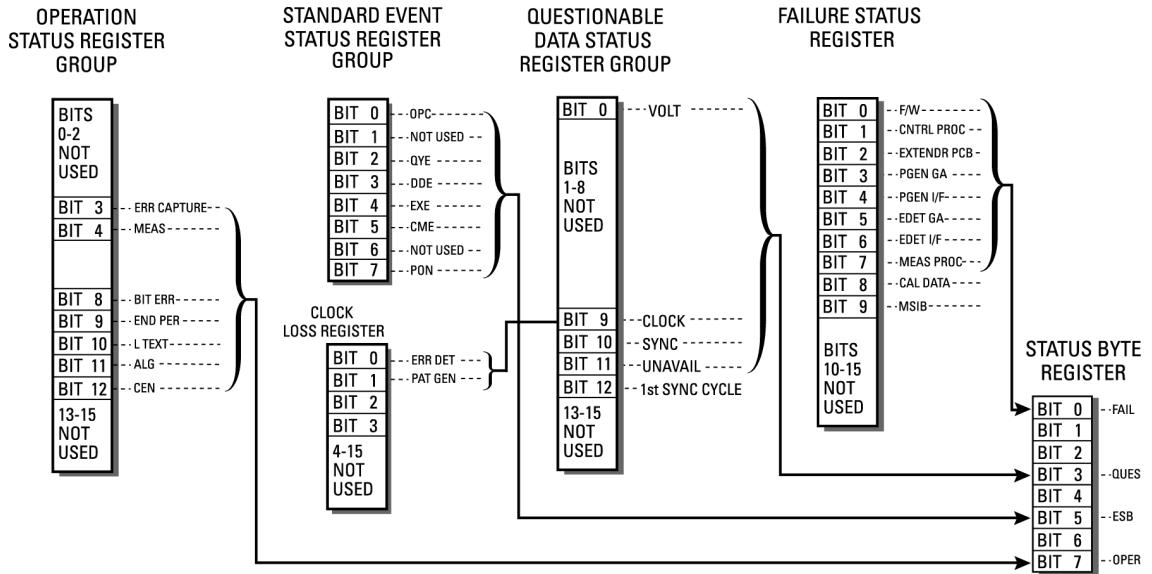 OPERATION
STATUS REGISTER
GROUP
BITS
0-2
NOT
USED
BIT 3 ERR CAPTURE
BIT 4 MEAS
BIT 8 BIT ERR
BIT 9 END PER
BIT 10 L TEXT
BIT 11 ALG
BIT 12 CEN
13-15
NOT
USED
STANDARD EVENT
STATUS REGISTER
GROUP
BIT 0 OPC
BIT 1 NOT USED
BIT 2 QYE
BIT 3 DDE
BIT 4 EXE
BIT 5 CME
BIT 6 NOT USED
BIT 7 PON
CLOCK
LOSS REGISTER
BIT 0 ERR DET
BIT 1 PAT GEN
BIT 2
BIT 3
4-15
NOT
USED
QUESTIONABLE
DATA STATUS
REGISTER GROUP
BIT 0 VOLT
BITS
1-8
NOT
USED
BIT 9 CLOCK
BIT 10 SYNC
BIT 11 UNAVAIL
BIT 12 1st SYNC CYCLE
13-15
NOT
USED
FAILURE STATUS
REGISTER
BIT 0 F/W
BIT 1 CNTRL PROC
BIT 2 EXTENDR PCB
BIT 3 PGEN GA
BIT 4 PGEN I/F
BIT 5 EDET GA
BIT 6 EDET I/F
BIT 7 MEAS PROC
BIT 8 CAL DATA
BIT 9 MSIB
BITS
10-15
NOT
USED
STATUS BYTE
REGISTER
BIT 0 FAIL
BIT 1
BIT 2
BIT 3 QUES
BIT 4
BIT 5 ESB
BIT 6
BIT 7 OPER